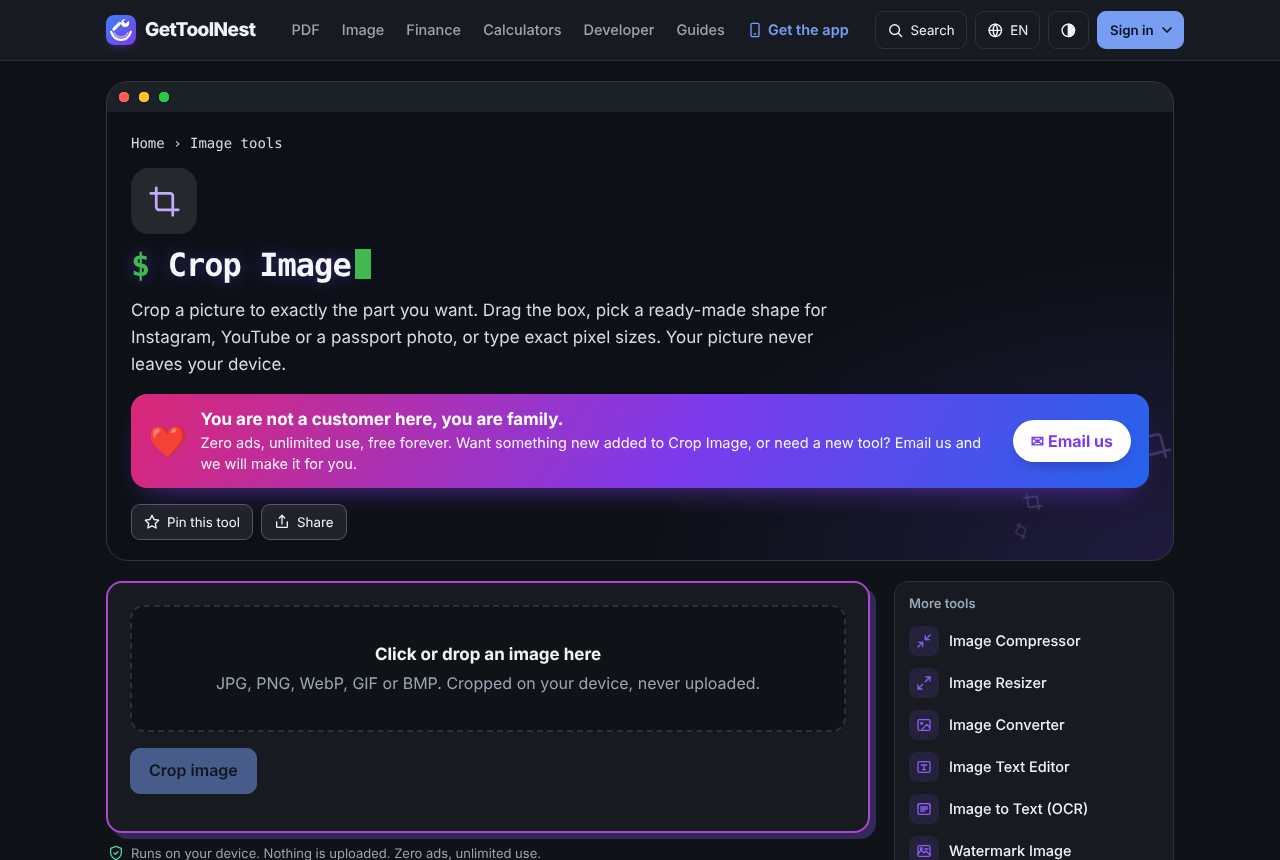 GetToolNest
PDF
Image
Finance
Calculators
Developer
Guides
Get the app
Search
EN
Sign in
Home › Image tools
$ Crop Image
Crop a picture to exactly the part you want. Drag the box, pick a ready-made shape for
Instagram, YouTube or a passport photo, or type exact pixel sizes. Your picture never
leaves your device.
You are not a customer here, you are family.
Zero ads, unlimited use, free forever. Want something new added to Crop Image, or need a new tool? Email us and
we will make it for you.
✉ Email us
Pin this tool
Share
Click or drop an image here
JPG, PNG, WebP, GIF or BMP. Cropped on your device, never uploaded.
Crop image
Runs on your device. Nothing is uploaded. Zero ads, unlimited use.
More tools
Image Compressor
Image Resizer
Image Converter
Image Text Editor
Image to Text (OCR)
Watermark Image